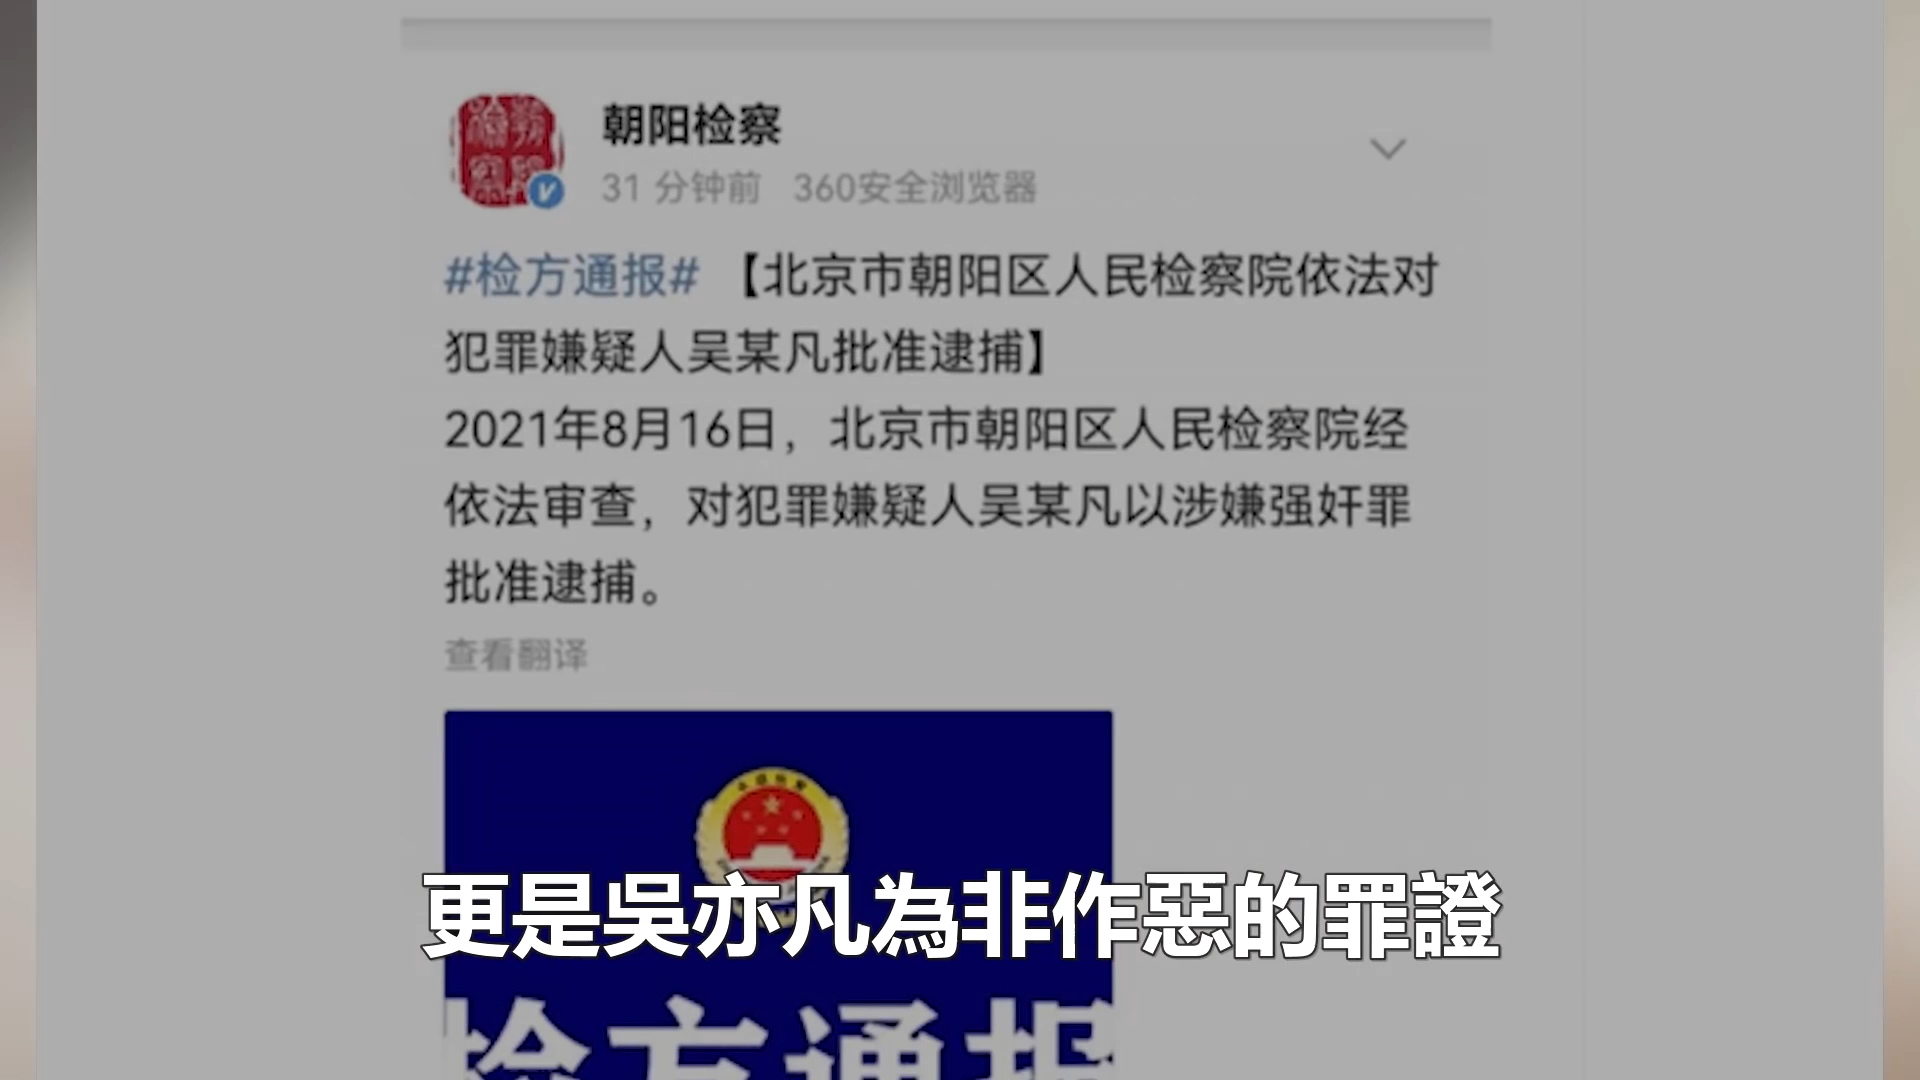 朝阳检察
31 分钟前 360安全浏览器
#检方通报# 【北京市朝阳区人民检察院依法对
犯罪嫌疑人吴某凡批准逮捕】
2021年8月16日，北京市朝阳区人民检察院经
依法审查，对犯罪嫌疑人吴某凡以涉嫌强奸罪
批准逮捕。
查看翻译
更是吳亦凡為非作惡的罪證
检方通报